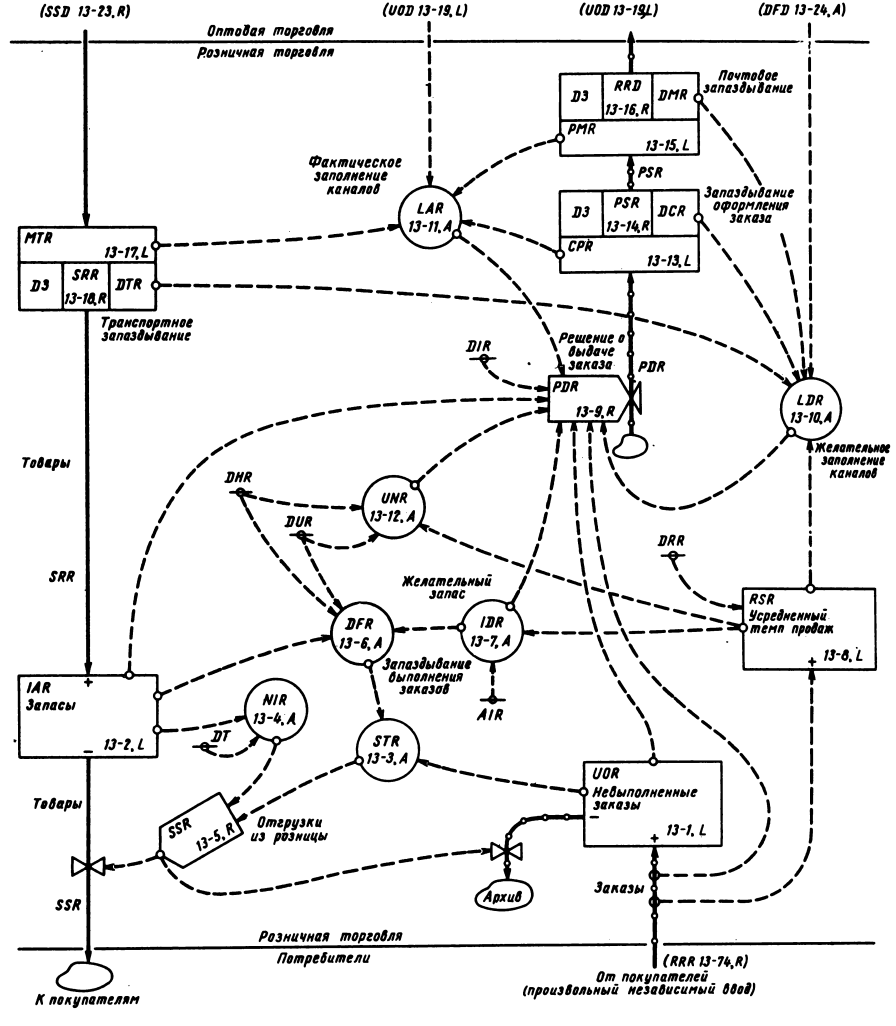 (SSD 13-23, R)
(UOD 13-19, L)
(UOD 13-19, L)
(DFD 13-24, A)
Оптовая торговля
Розничная торговля
Почтовое
запаздывание
D3
RRD
13-16, R
DMR
PMR
13-15, L
Фактическое
заполнение
каналов
PSR
LAR
13-11, A
D3
PSR
13-14, R
DCR
CPR
13-13, L
Запаздывание
оформления
заказа
MTR
13-17, L
D3
SRR
13-18, R
DTR
Транспортное
запаздывание
Решение о
выдаче
заказа
DIR
PDR
PDR
13-9, R
LDR
13-10, A
Желательное
заполнение
каналов
Товары
DHR
UNR
13-12, A
DUR
DRR
SRR
Желательный
запас
RSR
Усредненный
темп продаж
13-8, L
+
DFR
13-6, A
IDR
13-7, A
Запаздывание
выполнения
заказов
AIR
IAR
+
Запасы
13-2, L
−
NIR
13-4, A
DT
STR
13-3, A
UOR
Невыполненные
заказы
−
+
13-1, L
Товары
SSR
13-5, R
Отгрузки
из розницы
Архив
Заказы
SSR
Розничная торговля
Потребители
(RRR 13-74, R)
От покупателей
(произвольный независимый ввод)
К покупателям